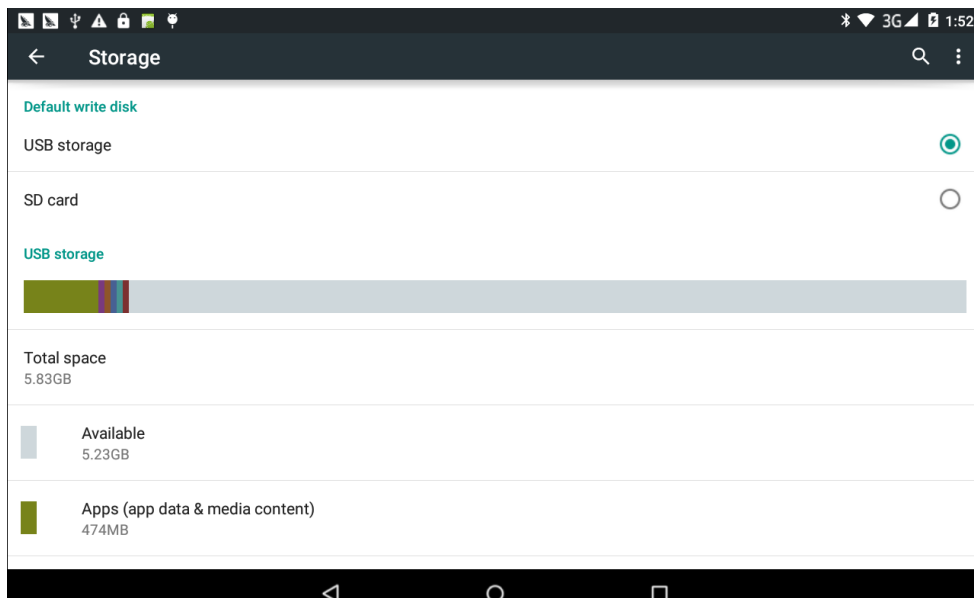 3G 1:52
Storage
Default write disk
USB storage
SD card
USB storage
Total space
5.83GB
Available
5.23GB
Apps (app data & media content)
474MB